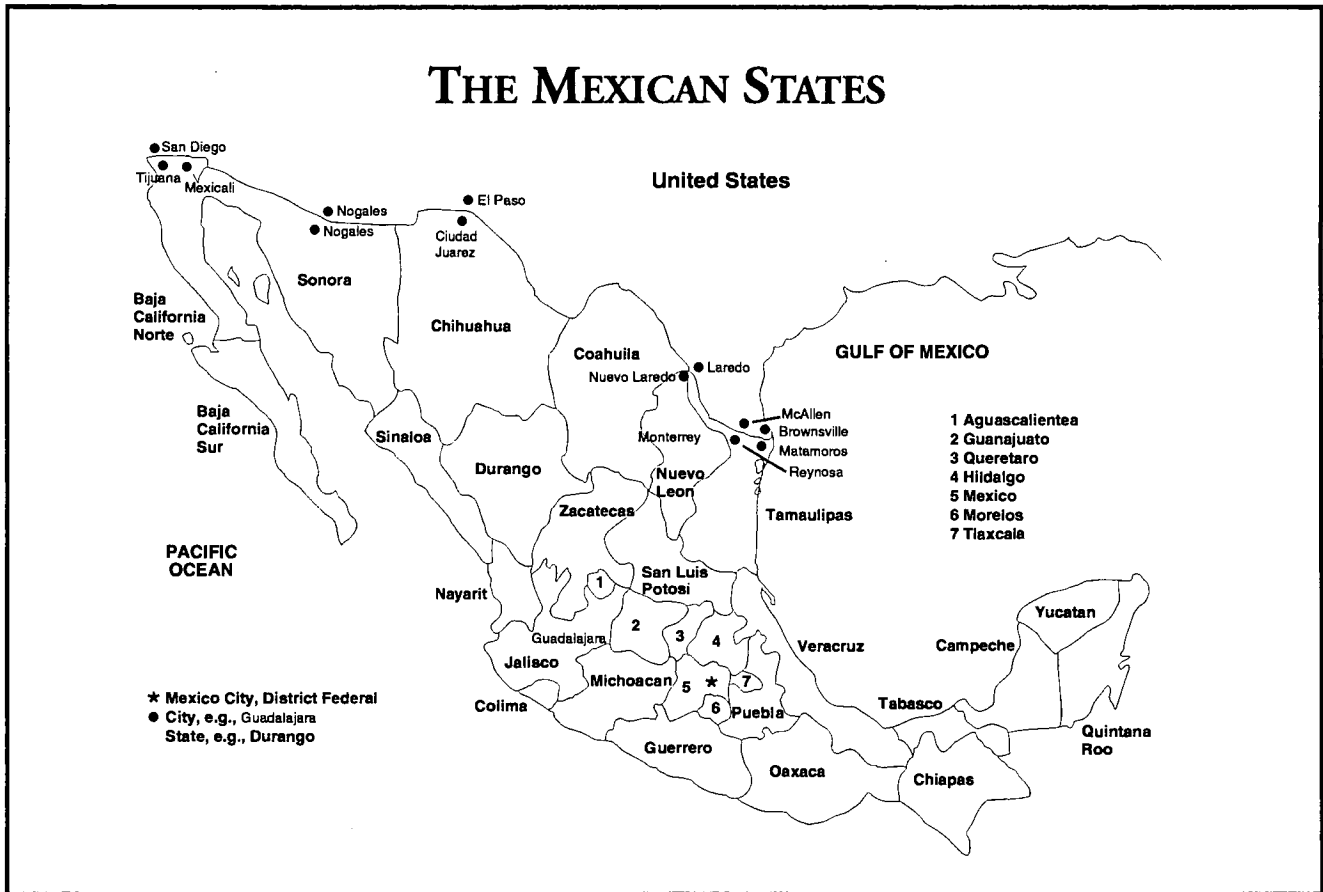 THE MEXICAN STATES
San Diego
Tijuana
Mexicali
United States
Nogales
Nogales
El Paso
Ciudad
Juarez
Sonora
Baja
California
Norte
Chihuahua
Coahuila
GULF OF MEXICO
Nuevo Laredo
Laredo
Baja
California
Sur
Sinaloa
Monterrey
McAllen
Brownsville
Matamoros
Reynosa
Durango
Nuevo
Leon
Zacatecas
Tamaulipas
1 Aguascalientea
2 Guanajuato
3 Queretaro
4 Hildalgo
5 Mexico
6 Morelos
7 Tlaxcala
PACIFIC
OCEAN
Nayarit
1
San Luis
Potosi
Yucatan
2
3
4
Guadalajara
Jalisco
Veracruz
Campeche
Michoacan
5
*
7
6
Puebla
Colima
Tabasco
Quintana
Roo
Guerrero
Oaxaca
Chiapas
* Mexico City, District Federal
● City, e.g., Guadalajara
State, e.g., Durango